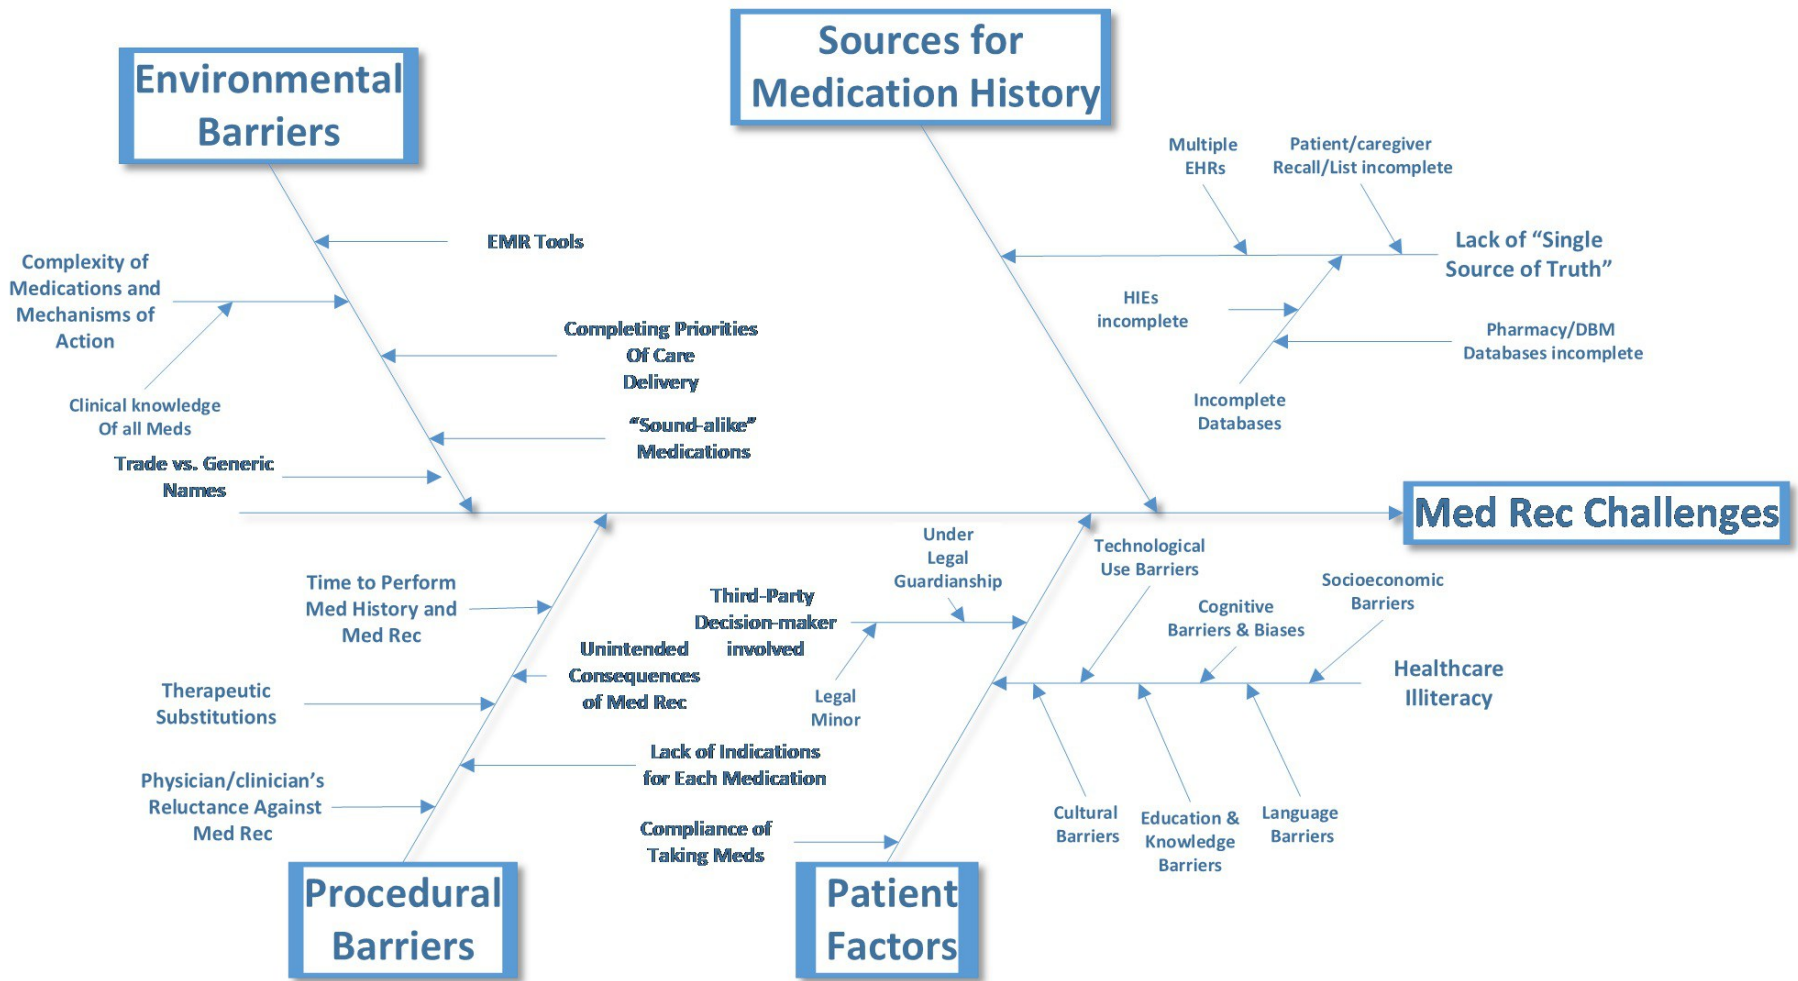 Environmental
Barriers
Sources for
Medication History
Multiple
EHRs
Patient/caregiver
Recall/List incomplete
EMR Tools
Lack of “Single
Source of Truth”
Complexity of
Medications and
Mechanisms of
Action
HIEs
incomplete
Completing Priorities
Of Care
Delivery
Pharmacy/DBM
Databases incomplete
Clinical knowledge
Of all Meds
Incomplete
Databases
“Sound-alike”
Medications
Trade vs. Generic
Names
Med Rec Challenges
Time to Perform
Med History and
Med Rec
Under
Legal
Guardianship
Technological
Use Barriers
Socioeconomic
Barriers
Third-Party
Decision-maker
involved
Cognitive
Barriers & Biases
Unintended
Consequences
of Med Rec
Healthcare
Illiteracy
Therapeutic
Substitutions
Legal
Minor
Lack of Indications
for Each Medication
Physician/clinician’s
Reluctance Against
Med Rec
Cultural
Barriers
Education &
Knowledge
Barriers
Language
Barriers
Compliance of
Taking Meds
Procedural
Barriers
Patient
Factors